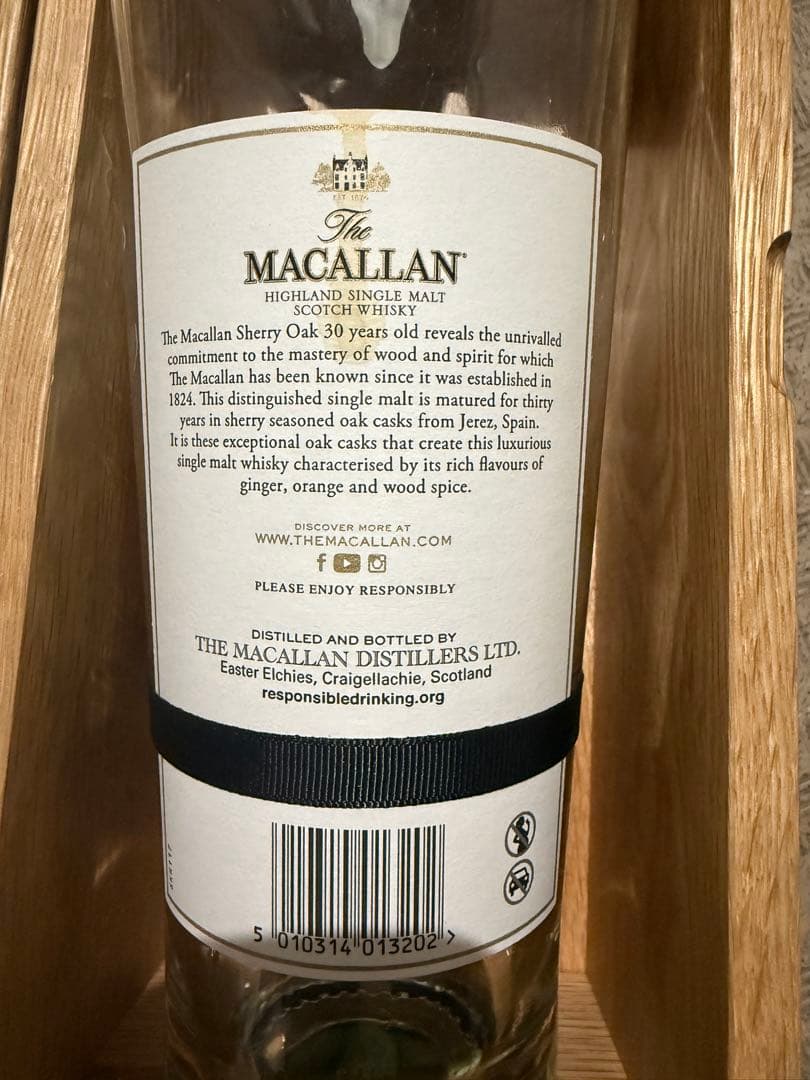 EST 1824
The
MACALLAN
HIGHLAND SINGLE MALT
SCOTCH WHISKY
The Macallan Sherry Oak 30 years old reveals the unrivalled
commitment to the mastery of wood and spirit for which
The Macallan has been known since it was established in
1824. This distinguished single malt is matured for thirty
years in sherry seasoned oak casks from Jerez, Spain.
It is these exceptional oak casks that create this luxurious
single malt whisky characterised by its rich flavours of
ginger, orange and wood spice.
DISCOVER MORE AT
WWW.THEMACALLAN.COM
PLEASE ENJOY RESPONSIBLY
DISTILLED AND BOTTLED BY
THE MACALLAN DISTILLERS LTD.
Easter Elchies, Craigellachie, Scotland
responsibledrinking.org
5 010314 013202 >